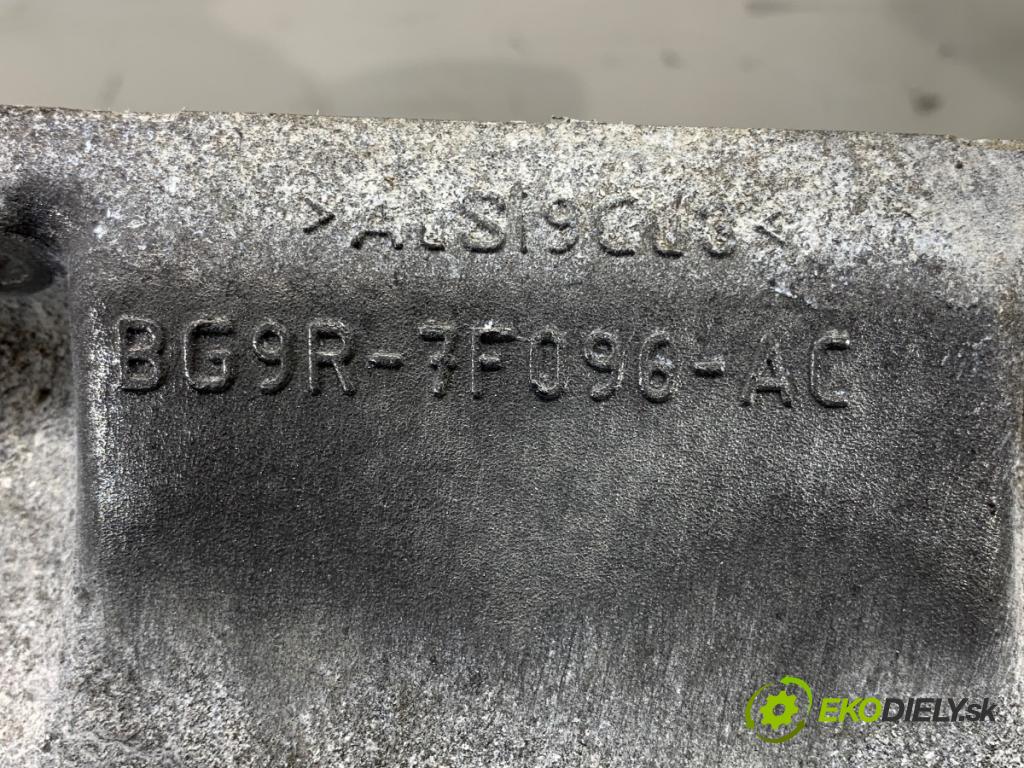 >ALSi9Cu3<
BG9R-7F096-AC
EKODIELY.sk